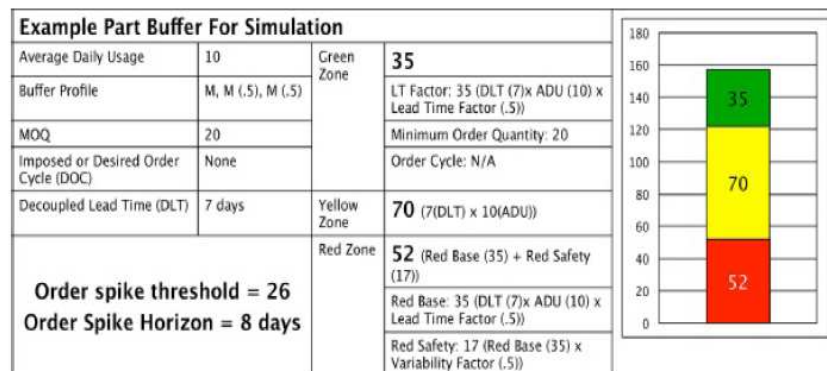 Example Part Buffer For Simulation
Average Daily Usage
10
Green
Zone
35
Buffer Profile
M, M (.5), M (.5)
LT Factor: 35 (DLT (7)x ADU (10) x
Lead Time Factor (.5))
MOQ
20
Minimum Order Quantity: 20
Imposed or Desired Order
Cycle (DOC)
None
Order Cycle: N/A
Decoupled Lead Time (DLT)
7 days
Yellow
Zone
70 (7(DLT) x 10(ADU))
Order spike threshold = 26
Order Spike Horizon = 8 days
Red Zone
52 (Red Base (35) + Red Safety
(17))
Red Base: 35 (DLT (7)x ADU (10) x
Lead Time Factor (.5))
Red Safety: 17 (Red Base (35) x
Variability Factor (.5))
180
160
140
120
100
80
60
40
20
0
35
70
52